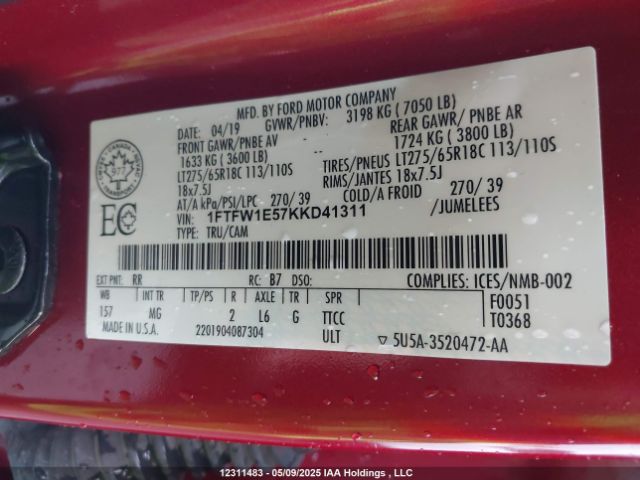 MFD. BY FORD MOTOR COMPANY
DATE: 04/19 GVWR/PNBV: 3198 KG ( 7050 LB)
FRONT GAWR/PNBE AV REAR GAWR/ PNBE AR
1633 KG ( 3600 LB) 1724 KG ( 3800 LB)
LT275/65R18C 113/110S TIRES/PNEUS LT275/65R18C 113/110S
18x7.5J RIMS/JANTES 18x7.5J
AT/A kPa/PSI/LPC 270/ 39 COLD/A FROID 270/ 39
VIN: 1FTFW1E57KKD41311 /JUMELEES
TYPE: TRU/CAM
CANADA
977
TRANSPORT
EC
EXT PNT: RR RC: B7 DSO: COMPLIES: ICES/NMB-002
WB INT TR TP/PS R AXLE TR SPR F0051
157 MG 2 L6 G TTCC T0368
MADE IN U.S.A. 2201904087304 ULT ▽ 5U5A-3520472-AA
12311483 - 05/09/2025 IAA Holdings , LLC